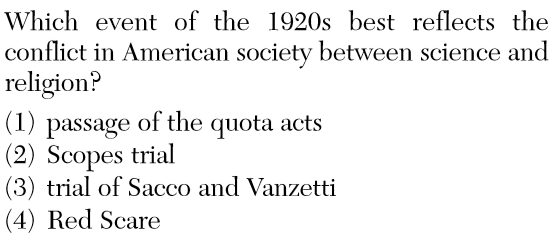 Which event of the 1920s best reflects the
conflict in American society between science and
religion?
(1) passage of the quota acts
(2) Scopes trial
(3) trial of Sacco and Vanzetti
(4) Red Scare